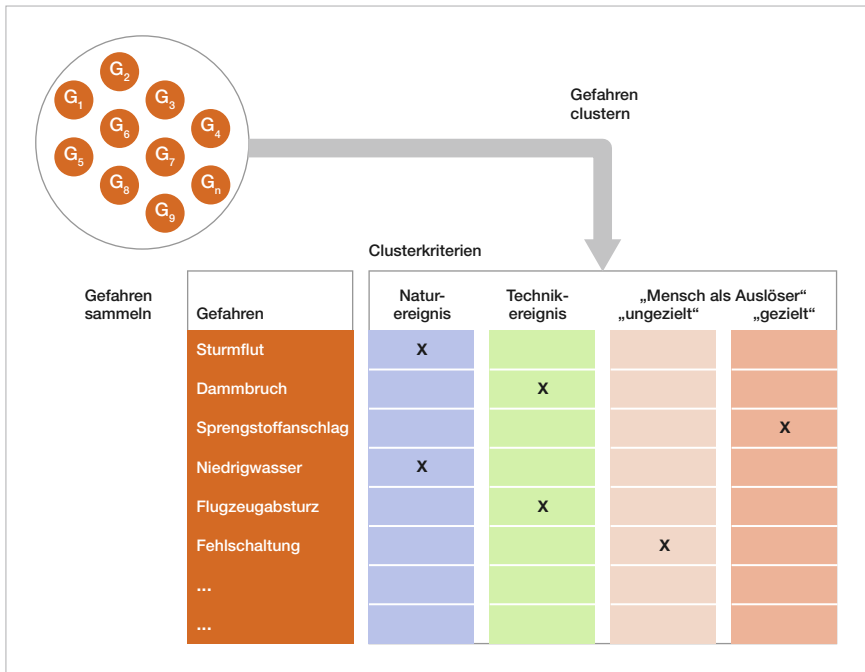 G2
G1
G3
G6
G4
G5
G7
G8
Gn
G9
Gefahren
clustern
Clusterkriterien
Gefahren
sammeln
Gefahren
Natur-
ereignis
Technik-
ereignis
„Mensch als Auslöser“
„ungezielt“ „gezielt“
Sturmflut X
Dammbruch X
Sprengstoffanschlag X
Niedrigwasser X
Flugzeugabsturz X
Fehlschaltung X
...
...